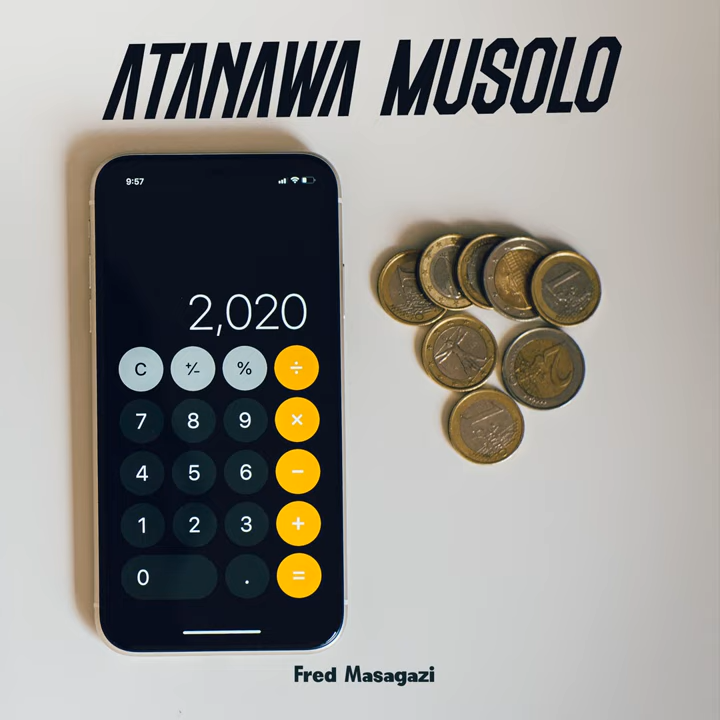 ATANAWA MUSOLO
9:57
2,020
C +/- % ÷
7 8 9 ×
4 5 6 −
1 2 3 +
0 . =
Fred Masagazi